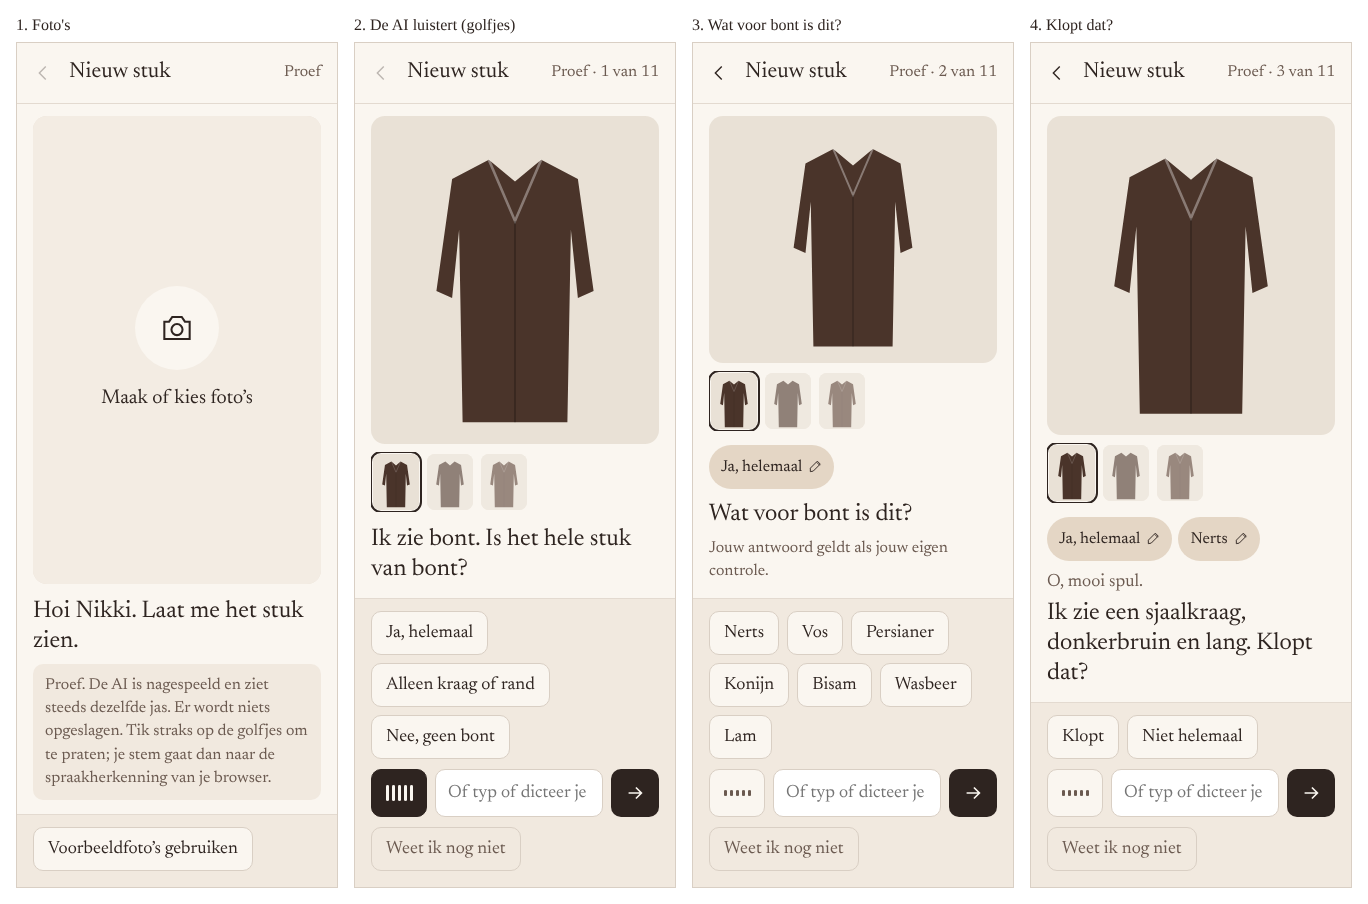 1. Foto's
Nieuw stuk
Proef
Maak of kies foto’s
Hoi Nikki. Laat me het stuk
zien.
Proef. De AI is nagespeeld en ziet
steeds dezelfde jas. Er wordt niets
opgeslagen. Tik straks op de golfjes om
te praten; je stem gaat dan naar de
spraakherkenning van je browser.
Voorbeeldfoto’s gebruiken
2. De AI luistert (golfjes)
Nieuw stuk
Proef · 1 van 11
Ik zie bont. Is het hele stuk
van bont?
Ja, helemaal
Alleen kraag of rand
Nee, geen bont
Of typ of dicteer je
Weet ik nog niet
3. Wat voor bont is dit?
Nieuw stuk
Proef · 2 van 11
Ja, helemaal
Wat voor bont is dit?
Jouw antwoord geldt als jouw eigen
controle.
Nerts
Vos
Persianer
Konijn
Bisam
Wasbeer
Lam
Of typ of dicteer je
Weet ik nog niet
4. Klopt dat?
Nieuw stuk
Proef · 3 van 11
Ja, helemaal
Nerts
O, mooi spul.
Ik zie een sjaalkraag,
donkerbruin en lang. Klopt
dat?
Klopt
Niet helemaal
Of typ of dicteer je
Weet ik nog niet